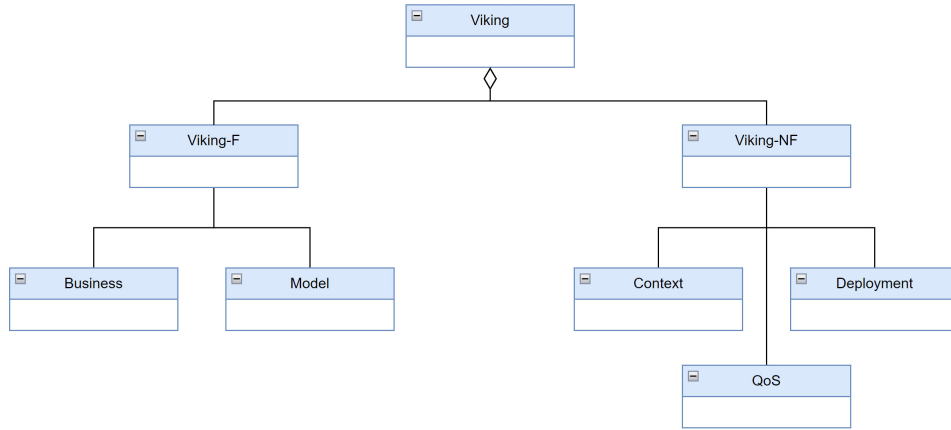 Viking
Viking-F
Viking-NF
Business
Model
Context
Deployment
QoS